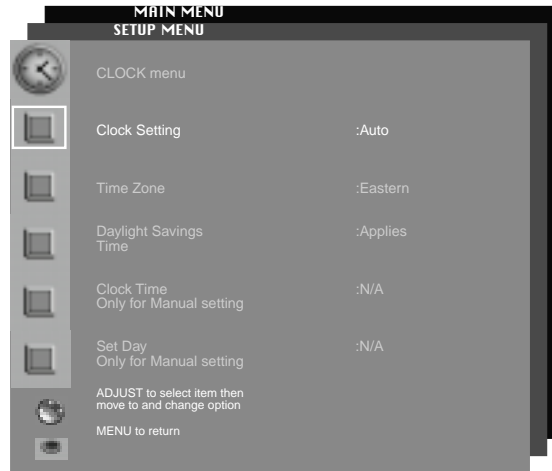 MAIN MENU
SETUP MENU
CLOCK menu
Clock Setting :Auto
Time Zone :Eastern
Daylight Savings :Applies
Time
Clock Time :N/A
Only for Manual setting
Set Day :N/A
Only for Manual setting
ADJUST to select item then
move to and change option
MENU to return